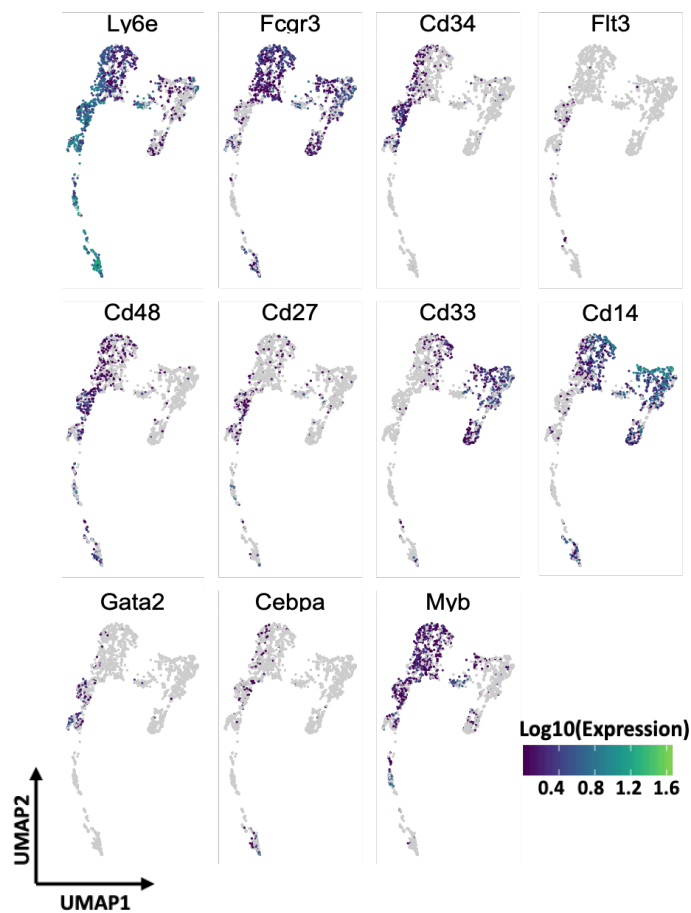 Ly6e Fcgr3 Cd34 Flt3
Cd48 Cd27 Cd33 Cd14
Gata2 Cebpa Myb
Log10(Expression)
0.4 0.8 1.2 1.6
UMAP2
UMAP1